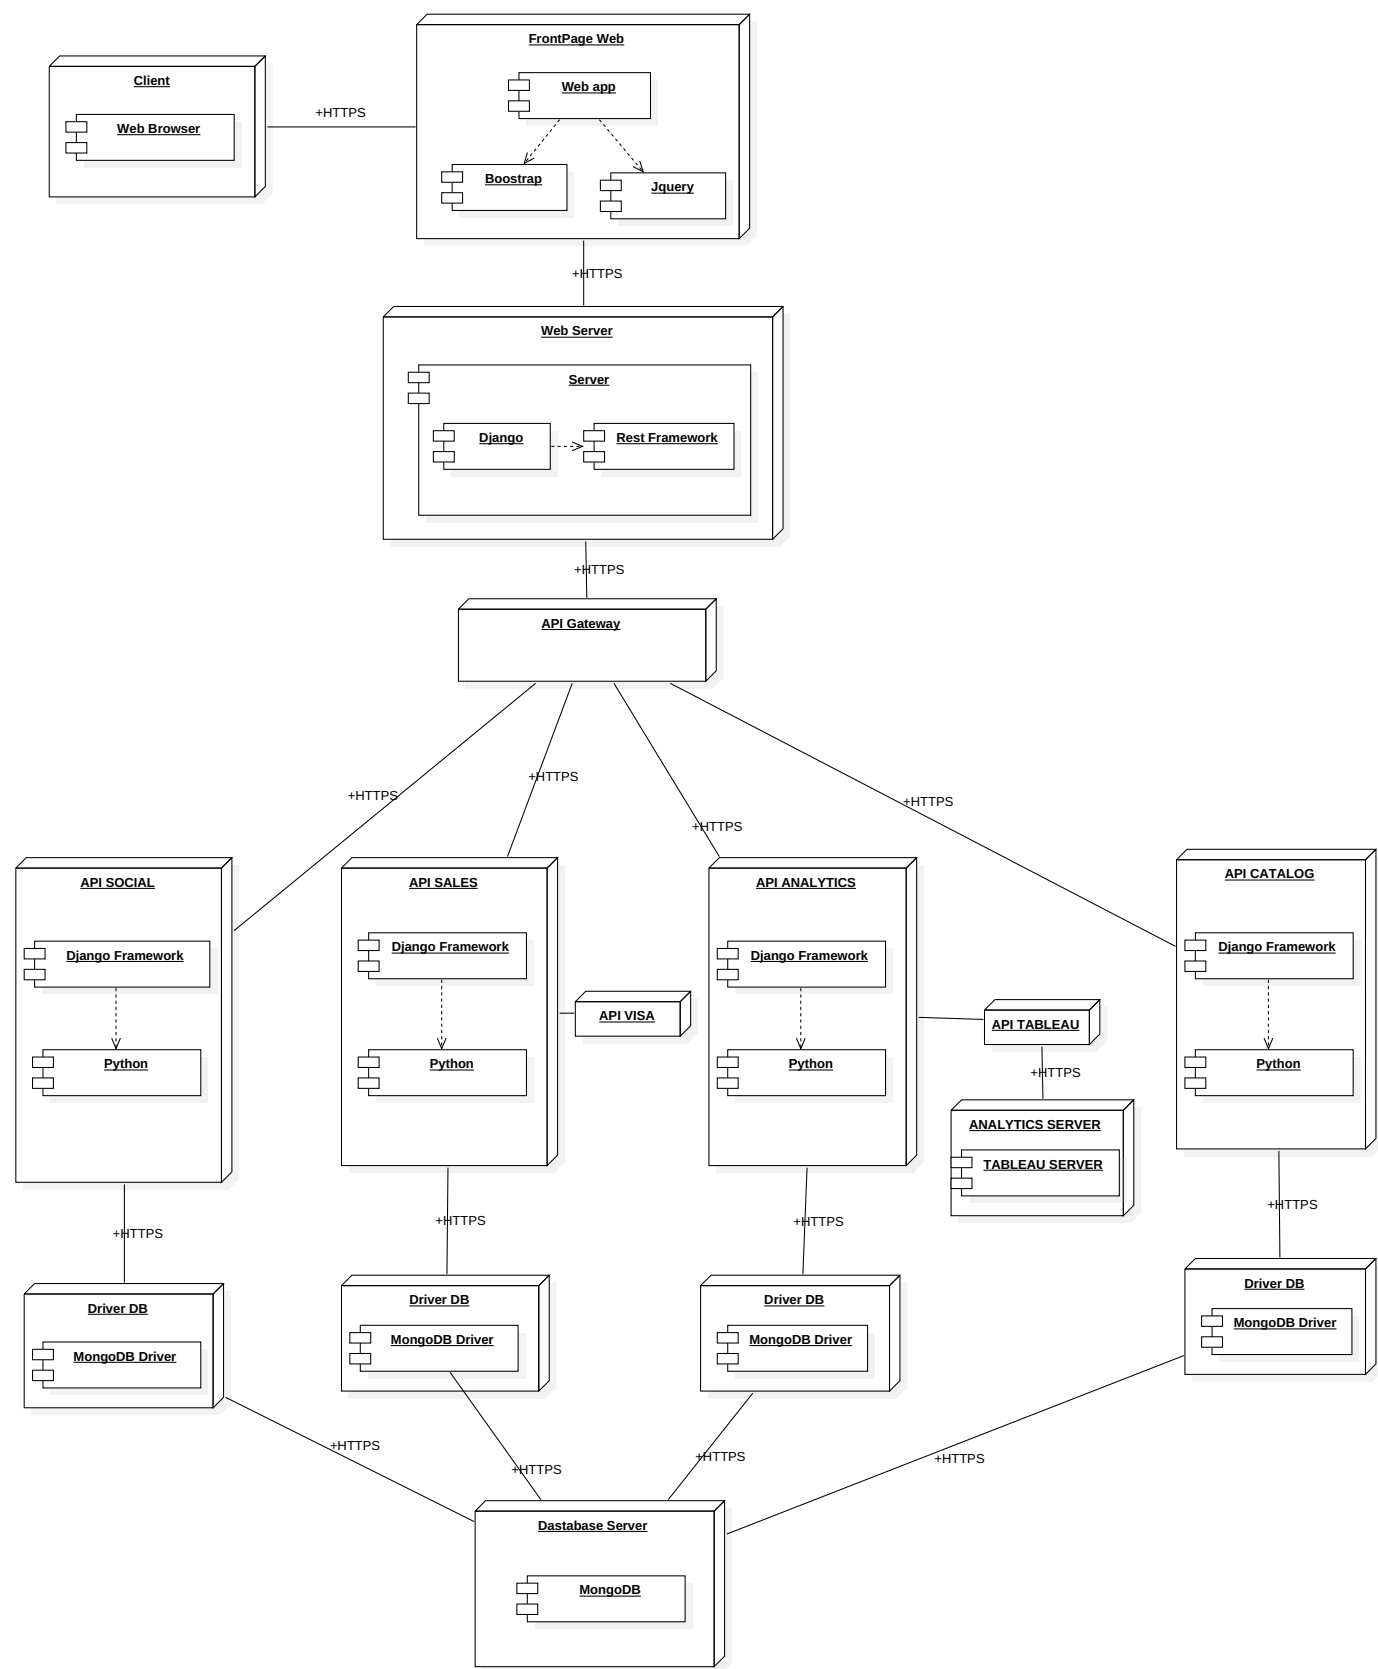 FrontPage Web
Client
Web app
+HTTPS
Web Browser
Boostrap
Jquery
+HTTPS
Web Server
Server
Django
Rest Framework
+HTTPS
API Gateway
+HTTPS
+HTTPS
+HTTPS
+HTTPS
API SOCIAL
API SALES
API ANALYTICS
API CATALOG
Django Framework
Django Framework
Django Framework
Django Framework
API VISA
API TABLEAU
Python
Python
Python
Python
+HTTPS
ANALYTICS SERVER
TABLEAU SERVER
+HTTPS
+HTTPS
+HTTPS
+HTTPS
Driver DB
Driver DB
Driver DB
Driver DB
MongoDB Driver
MongoDB Driver
MongoDB Driver
MongoDB Driver
+HTTPS
+HTTPS
+HTTPS
+HTTPS
Dastabase Server
MongoDB